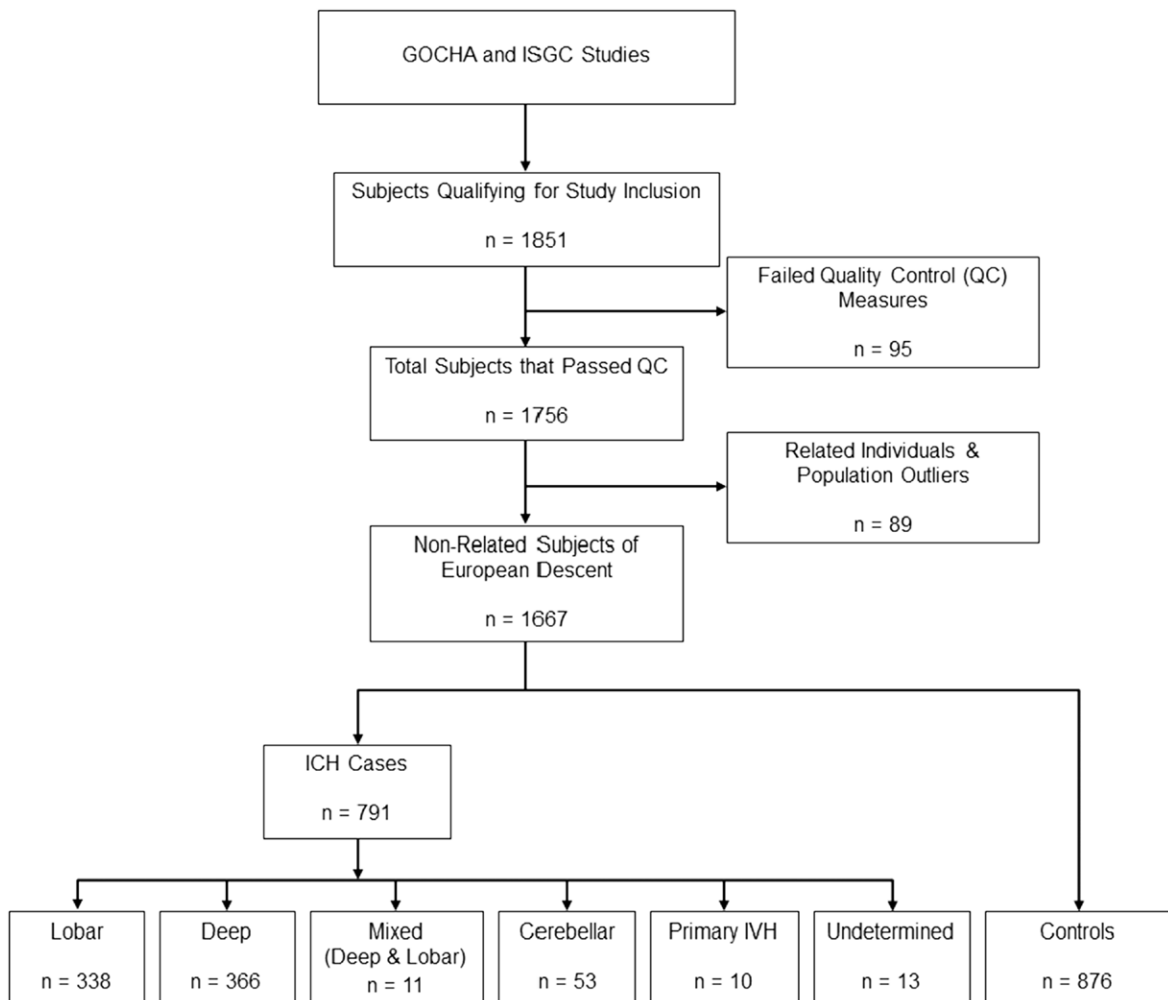 GOCHA and ISGC Studies
Subjects Qualifying for Study Inclusion
n = 1851
Failed Quality Control (QC)
Measures
n = 95
Total Subjects that Passed QC
n = 1756
Related Individuals &
Population Outliers
n = 89
Non-Related Subjects of
European Descent
n = 1667
ICH Cases
n = 791
Lobar
n = 338
Deep
n = 366
Mixed
(Deep & Lobar)
n = 11
Cerebellar
n = 53
Primary IVH
n = 10
Undetermined
n = 13
Controls
n = 876